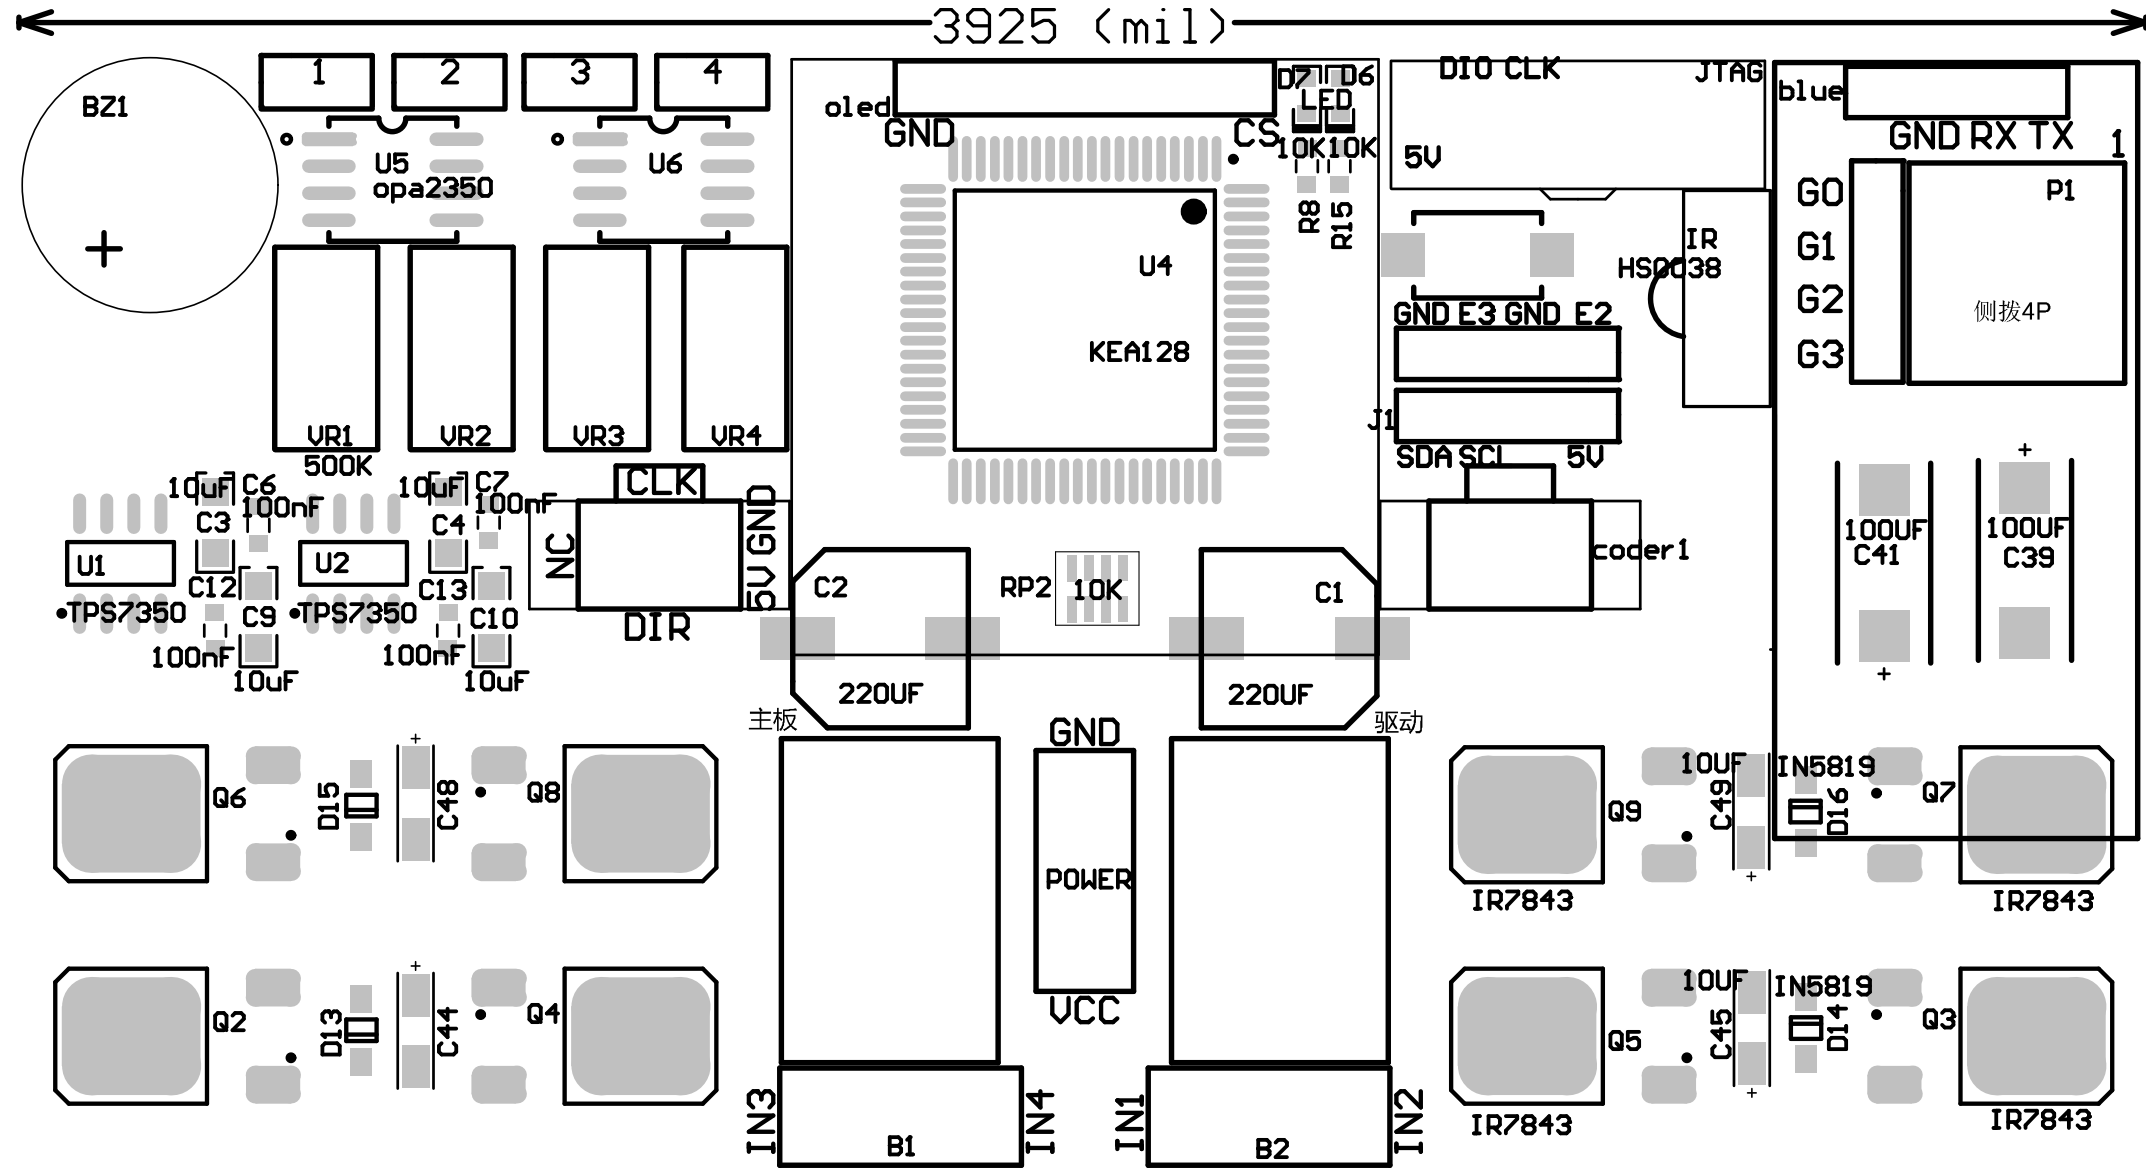 3925 (mil)
BZ1
+
1
2
3
4
U5
opa2350
U6
VR1
500K
VR2
VR3
VR4
oled
GND
CS
D7
D6
LED
10K
10K
R8
R15
U4
KEA128
DIO CLK
JTAG
5V
IR
HS0038
GND E3 GND E2
J1
SDA SCL
5V
blue
GND RX TX
1
G0
G1
G2
G3
P1
侧拨4P
+
100UF
C41
+
100UF
C39
10uF
C6
100nF
C3
U1
C12
TPS7350
C9
100nF
10uF
10uF
C7
100nF
C4
U2
C13
TPS7350
C10
100nF
10uF
CLK
NC
5V GND
DIR
C2
220UF
RP2
10K
C1
220UF
coder1
主板
驱动
GND
POWER
VCC
Q6
D15
+
C48
Q8
Q9
10UF
C49
+
IN5819
D16
Q7
IR7843
IR7843
Q2
D13
+
C44
Q4
Q5
10UF
C45
+
IN5819
D14
Q3
IR7843
IR7843
IN3
B1
IN4
IN1
B2
IN2